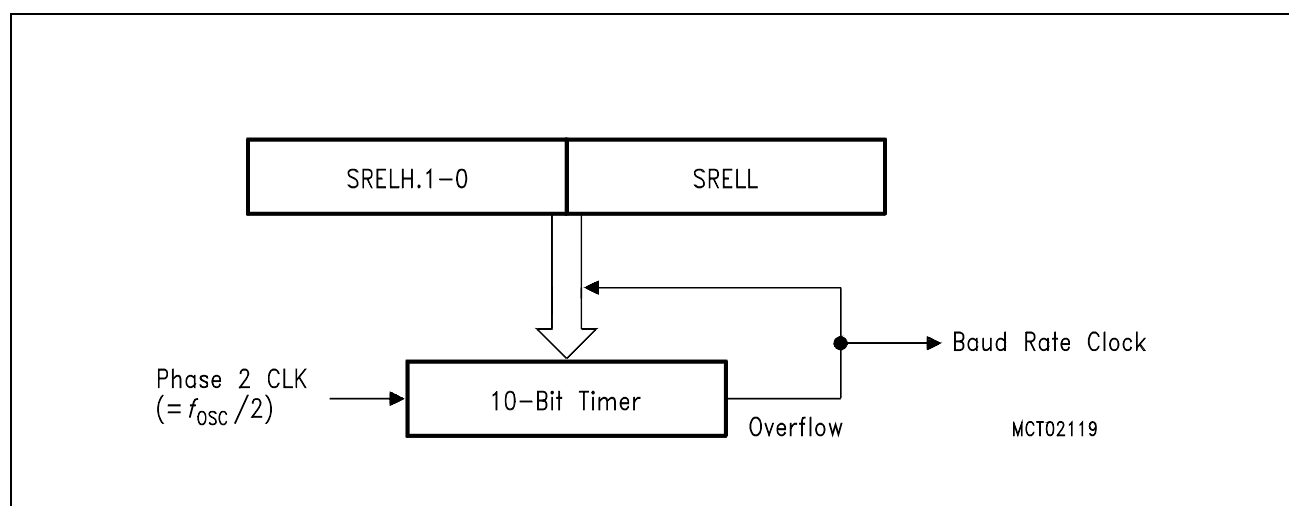 SRELH.1-0
SRELL
Phase 2 CLK
(= fOSC/2)
10-Bit Timer
Overflow
Baud Rate Clock
MCT02119